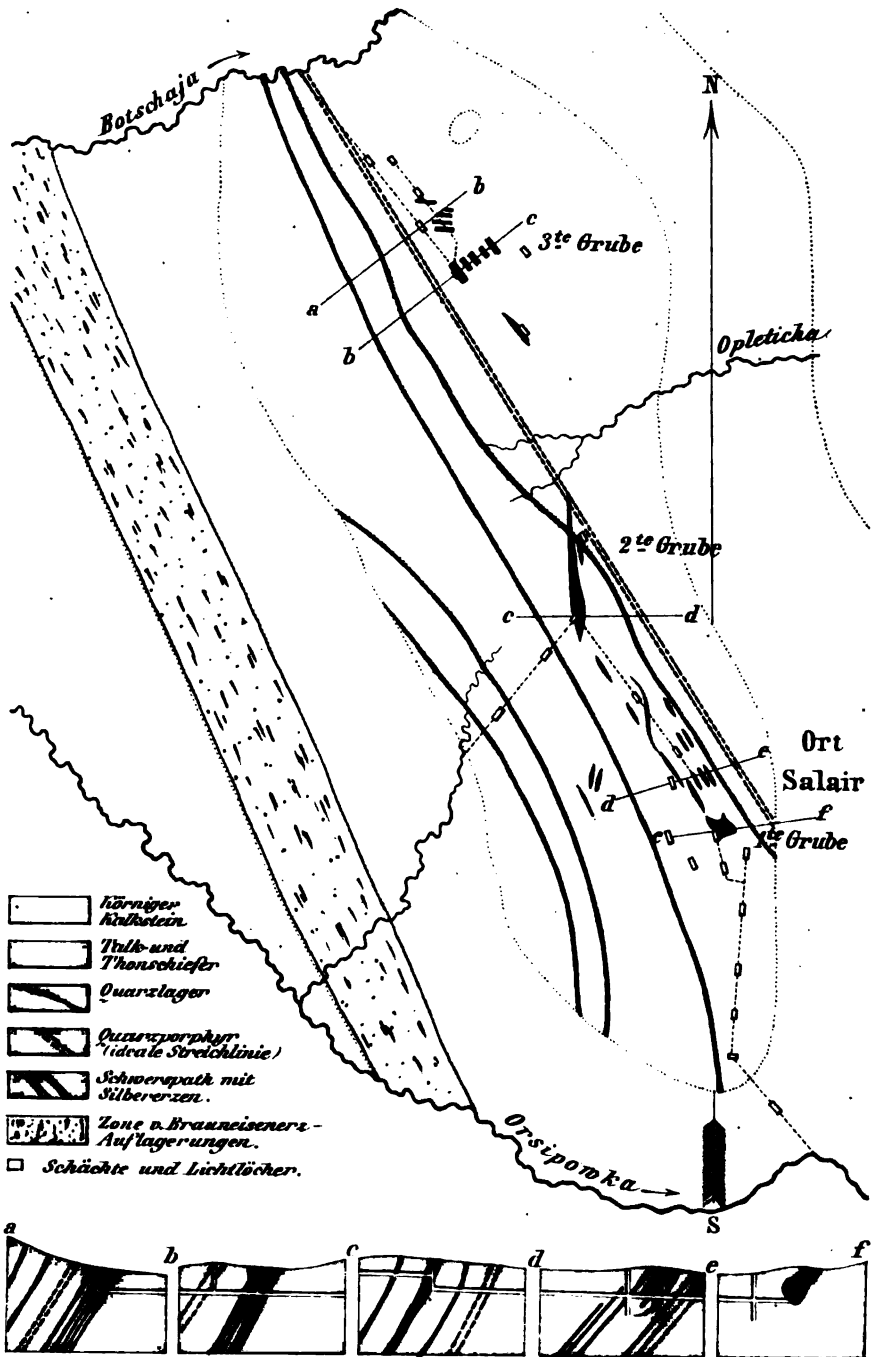 N
Botschaja
b
c
3te Grube
a
b
Opleticha
2te Grube
c
d
Ort
Salair
e
d
f
e
1te Grube
Körniger
Kalkstein
Talk- und
Thonschiefer
Quarzlager
Quarzporphyr
(ideale Streichlinie)
Schwerspath mit
Silbererzen.
Zone v. Brauneisenerz-
Auflagerungen.
Schächte und Lichtlöcher.
Orsipowka
S
a
b
c
d
e
f